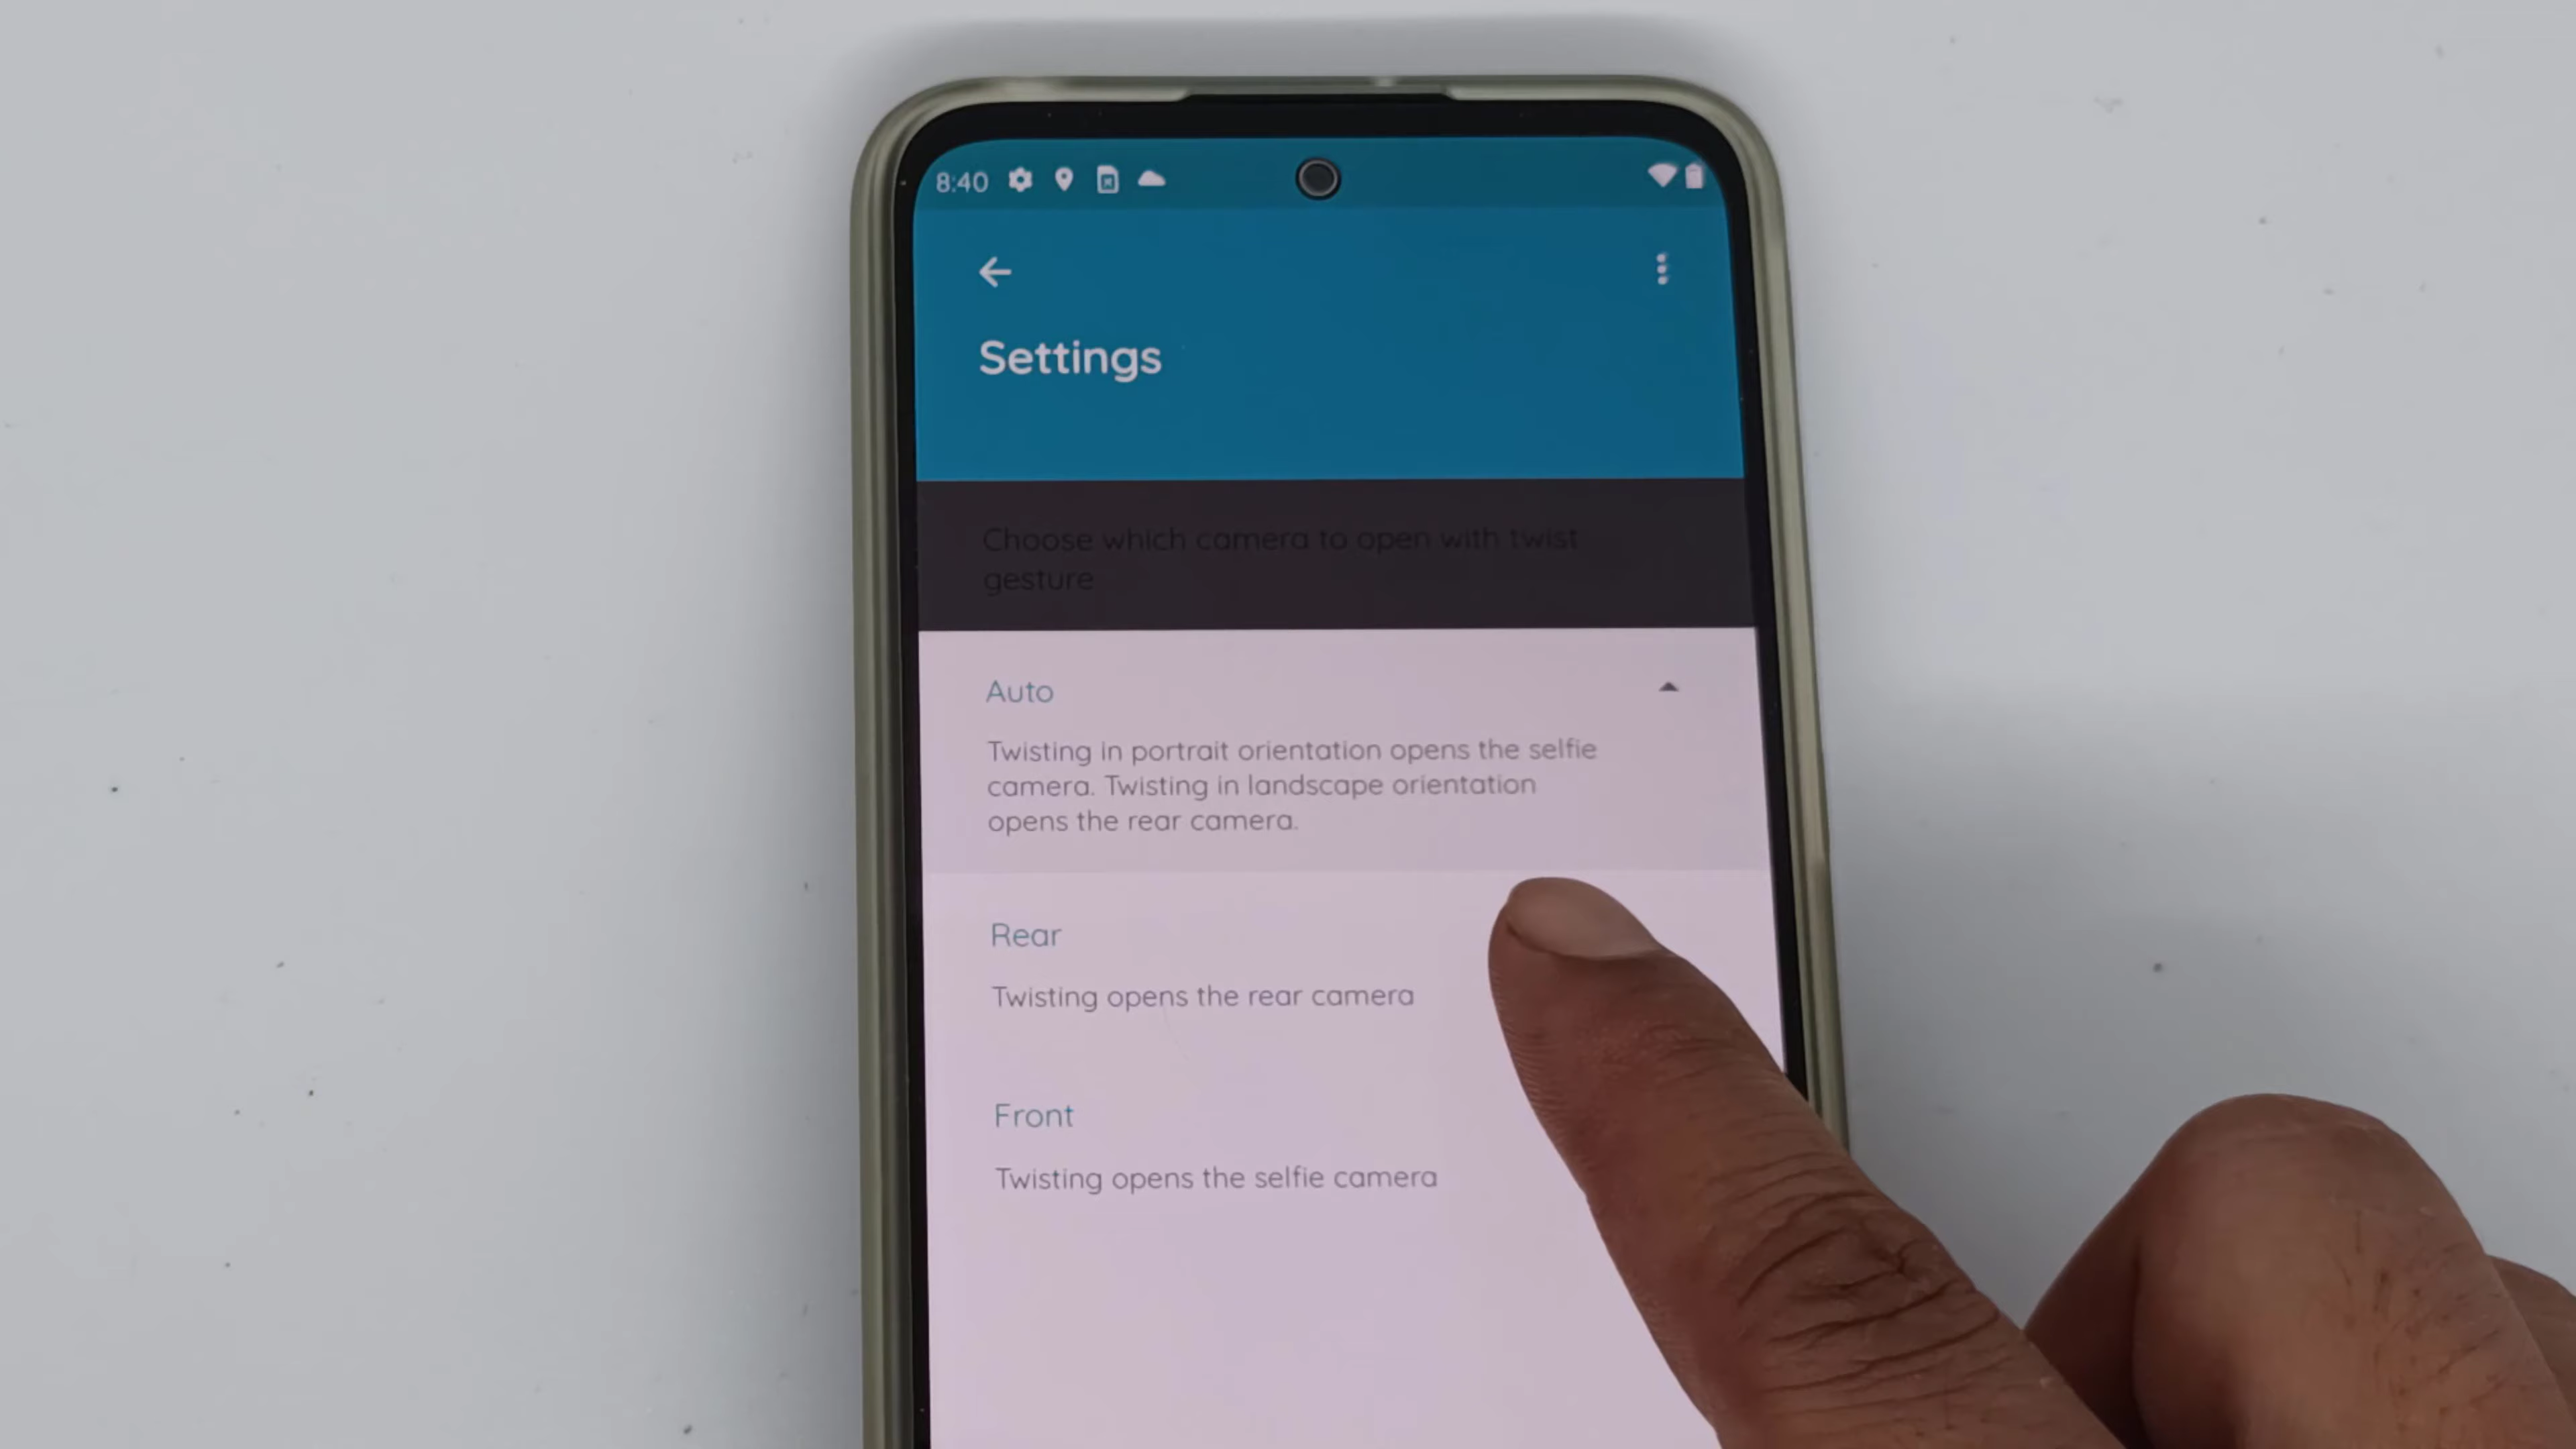 8:40
Settings
Choose which camera to open with twist
gesture
Auto
Twisting in portrait orientation opens the selfie
camera. Twisting in landscape orientation
opens the rear camera.
Rear
Twisting opens the rear camera
Front
Twisting opens the selfie camera